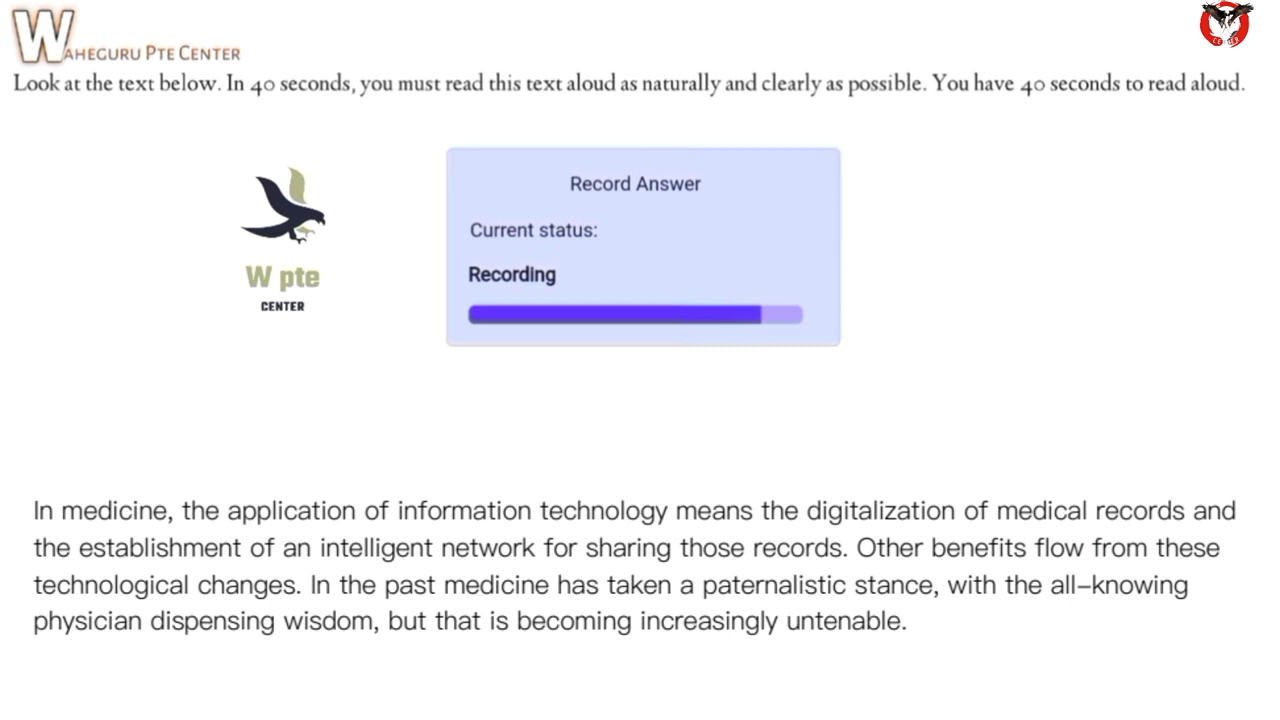 WAHEGURU PTE CENTER
Look at the text below. In 40 seconds, you must read this text aloud as naturally and clearly as possible. You have 40 seconds to read aloud.
Record Answer
Current status:
Recording
W pte
CENTER
In medicine, the application of information technology means the digitalization of medical records and
the establishment of an intelligent network for sharing those records. Other benefits flow from these
technological changes. In the past medicine has taken a paternalistic stance, with the all-knowing
physician dispensing wisdom, but that is becoming increasingly untenable.